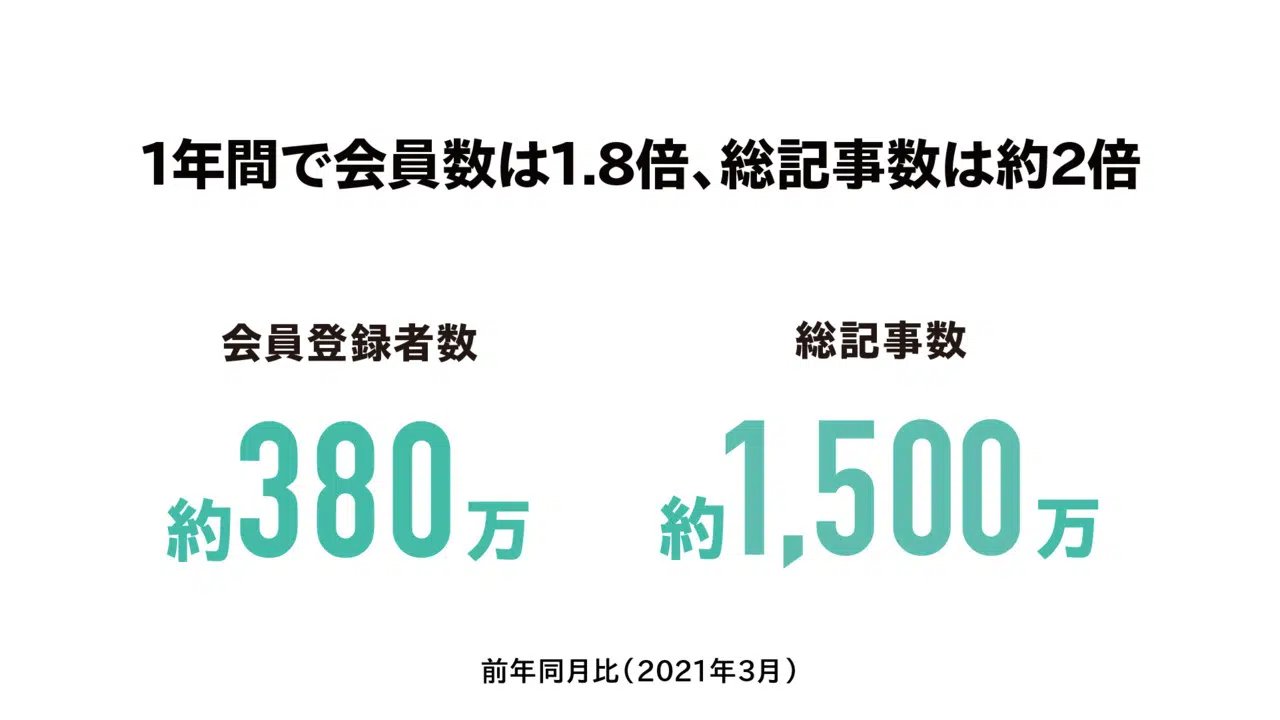 1年間で会員数は1.8倍、総記事数は約2倍
会員登録者数
約380万
総記事数
約1,500万
前年同月比(2021年3月)